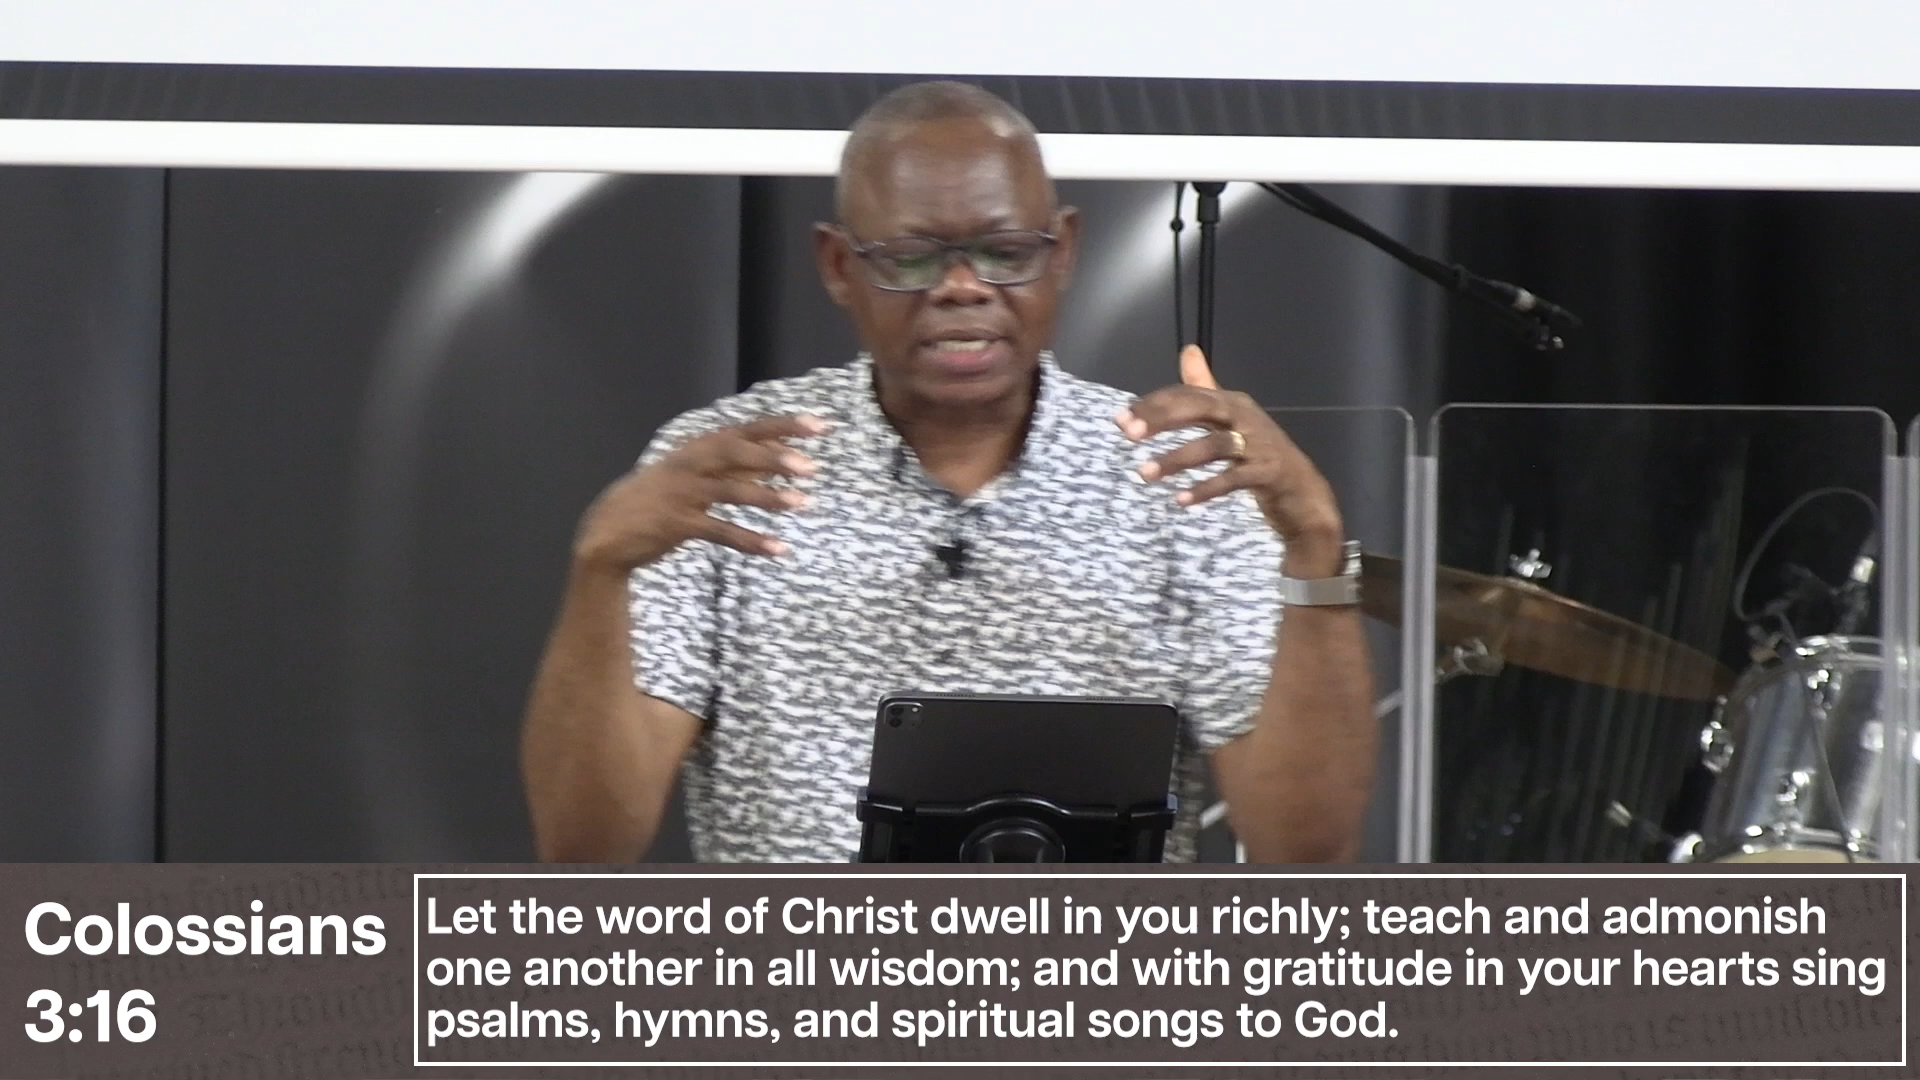 Colossians
3:16
Let the word of Christ dwell in you richly; teach and admonish
one another in all wisdom; and with gratitude in your hearts sing
psalms, hymns, and spiritual songs to God.